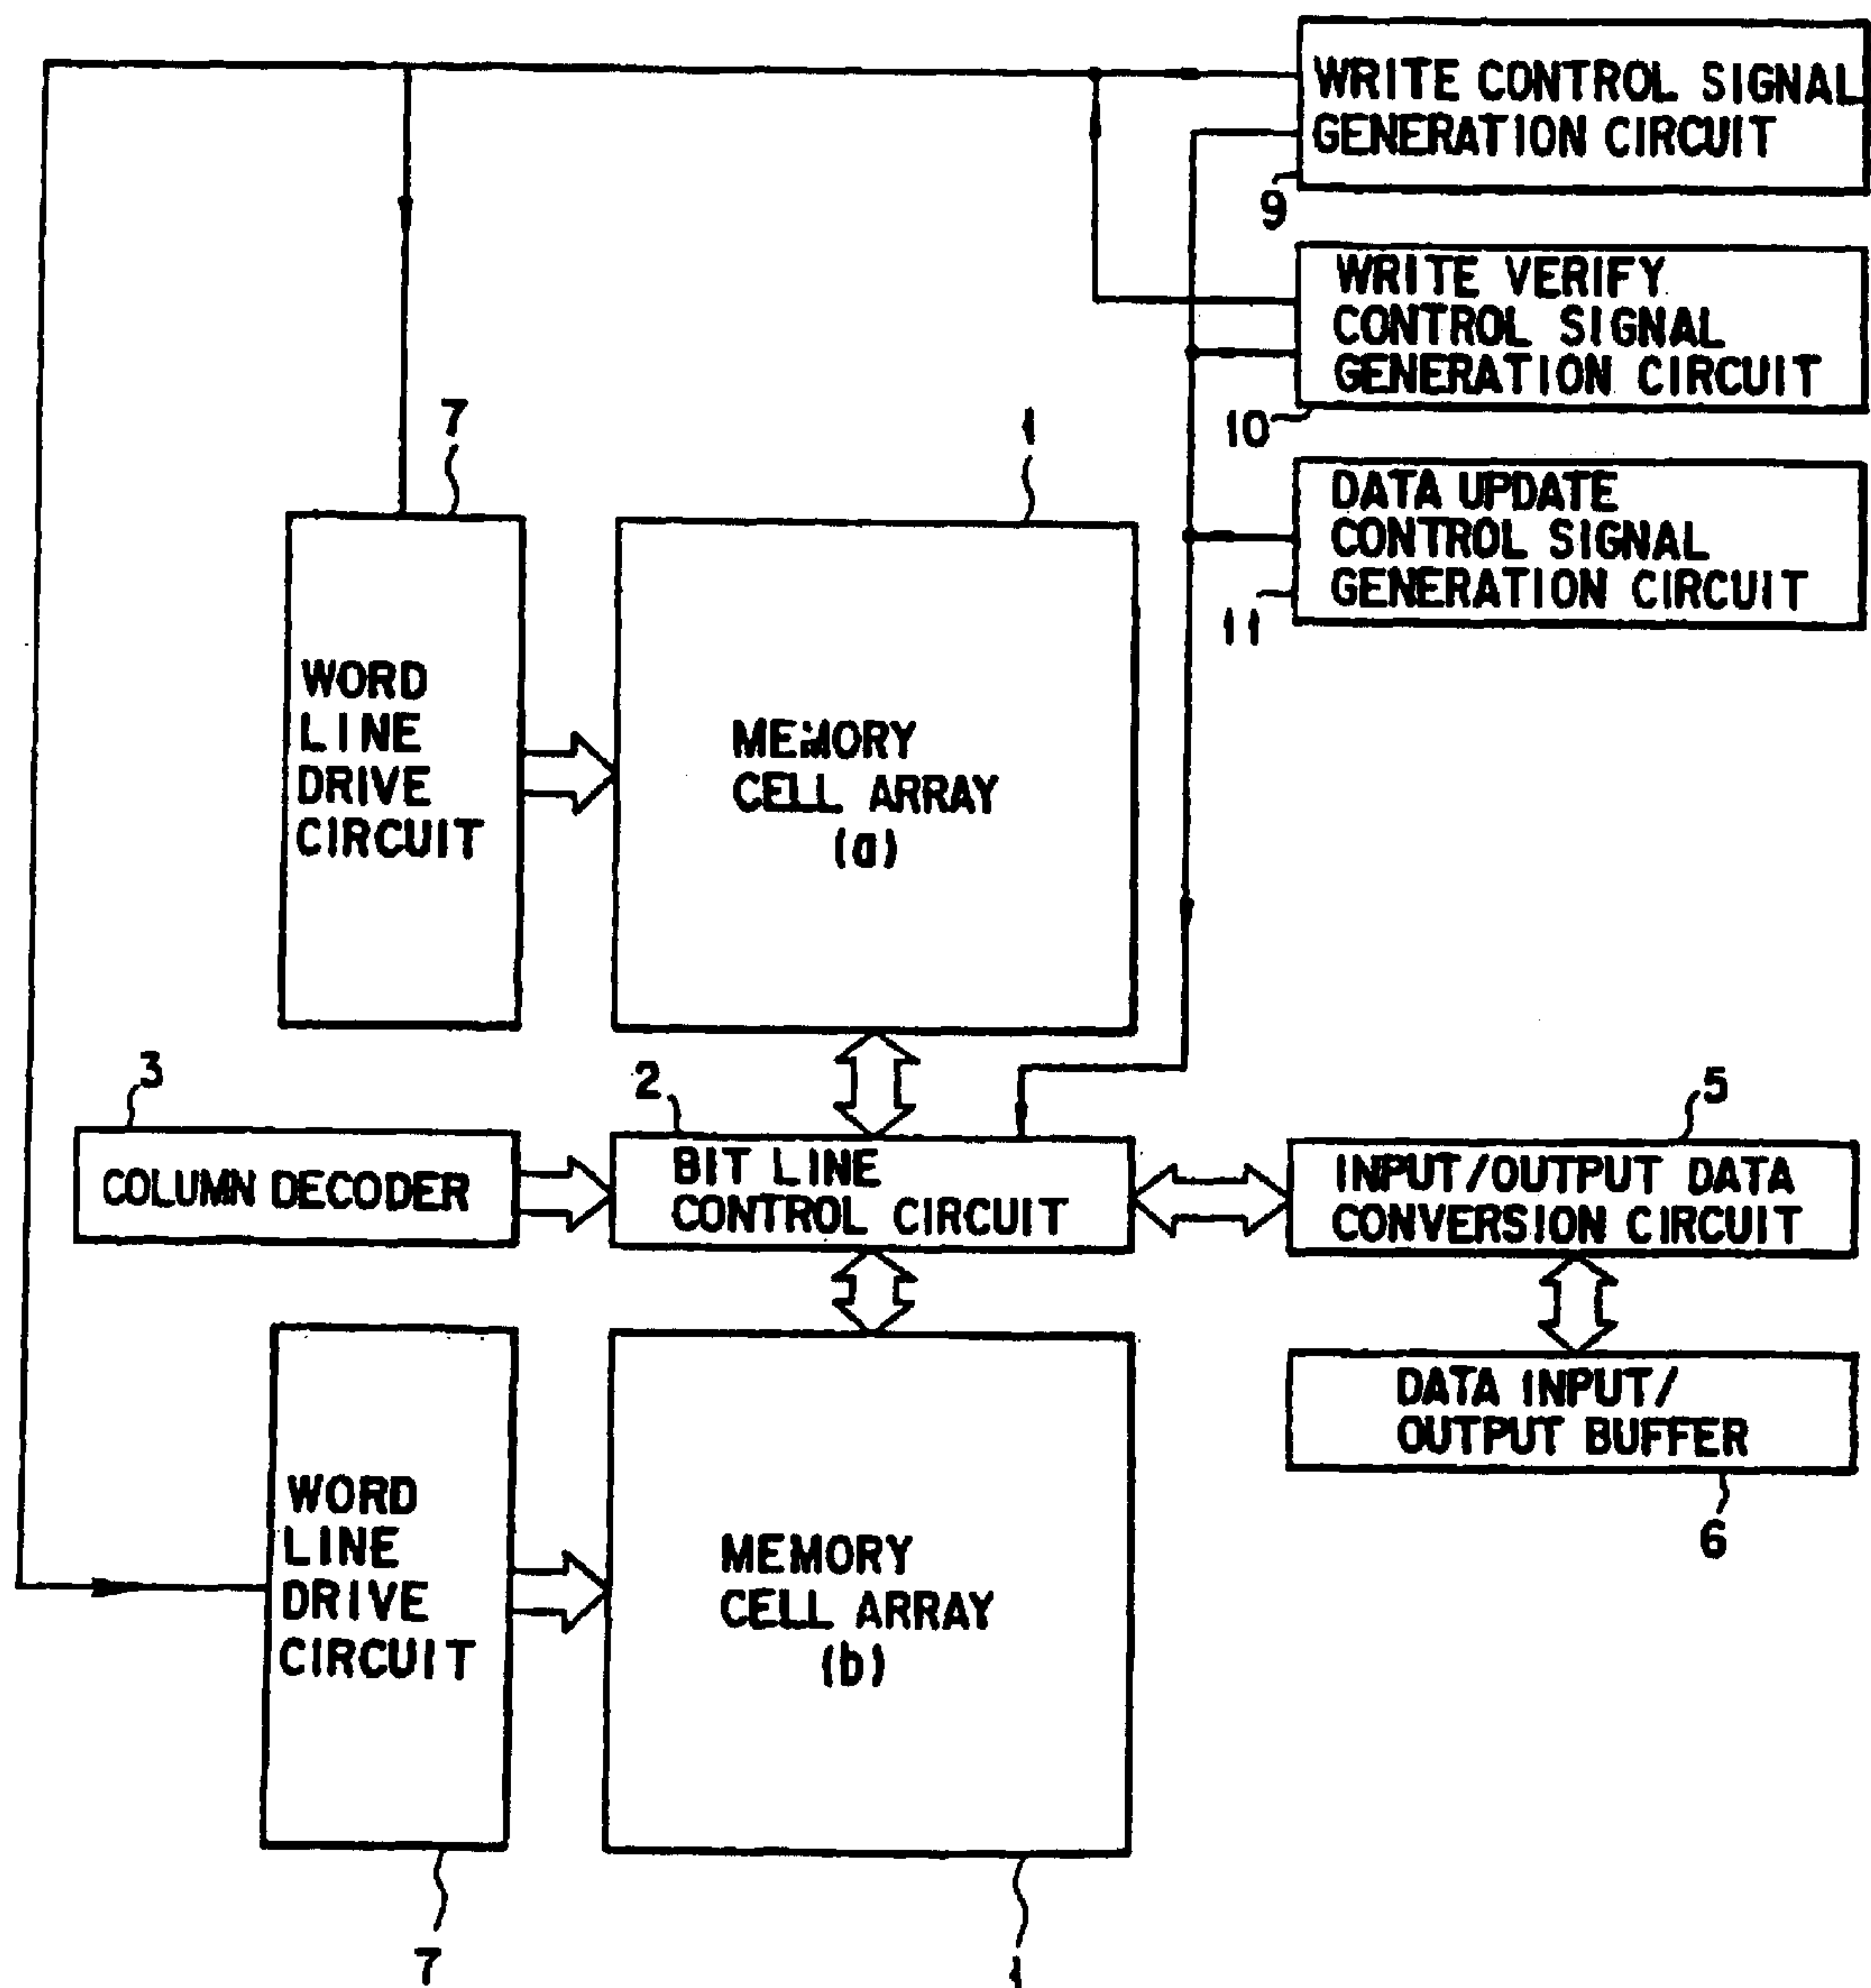 WRITE CONTROL SIGNAL
GENERATION CIRCUIT
9
WRITE VERIFY
CONTROL SIGNAL
GENERATION CIRCUIT
10
DATA UPDATE
CONTROL SIGNAL
GENERATION CIRCUIT
11
7
1
WORD
LINE
DRIVE
CIRCUIT
MEMORY
CELL ARRAY
(a)
3
2
5
COLUMN DECODER
BIT LINE
CONTROL CIRCUIT
INPUT/OUTPUT DATA
CONVERSION CIRCUIT
DATA INPUT/
OUTPUT BUFFER
6
WORD
LINE
DRIVE
CIRCUIT
MEMORY
CELL ARRAY
(b)
7
1